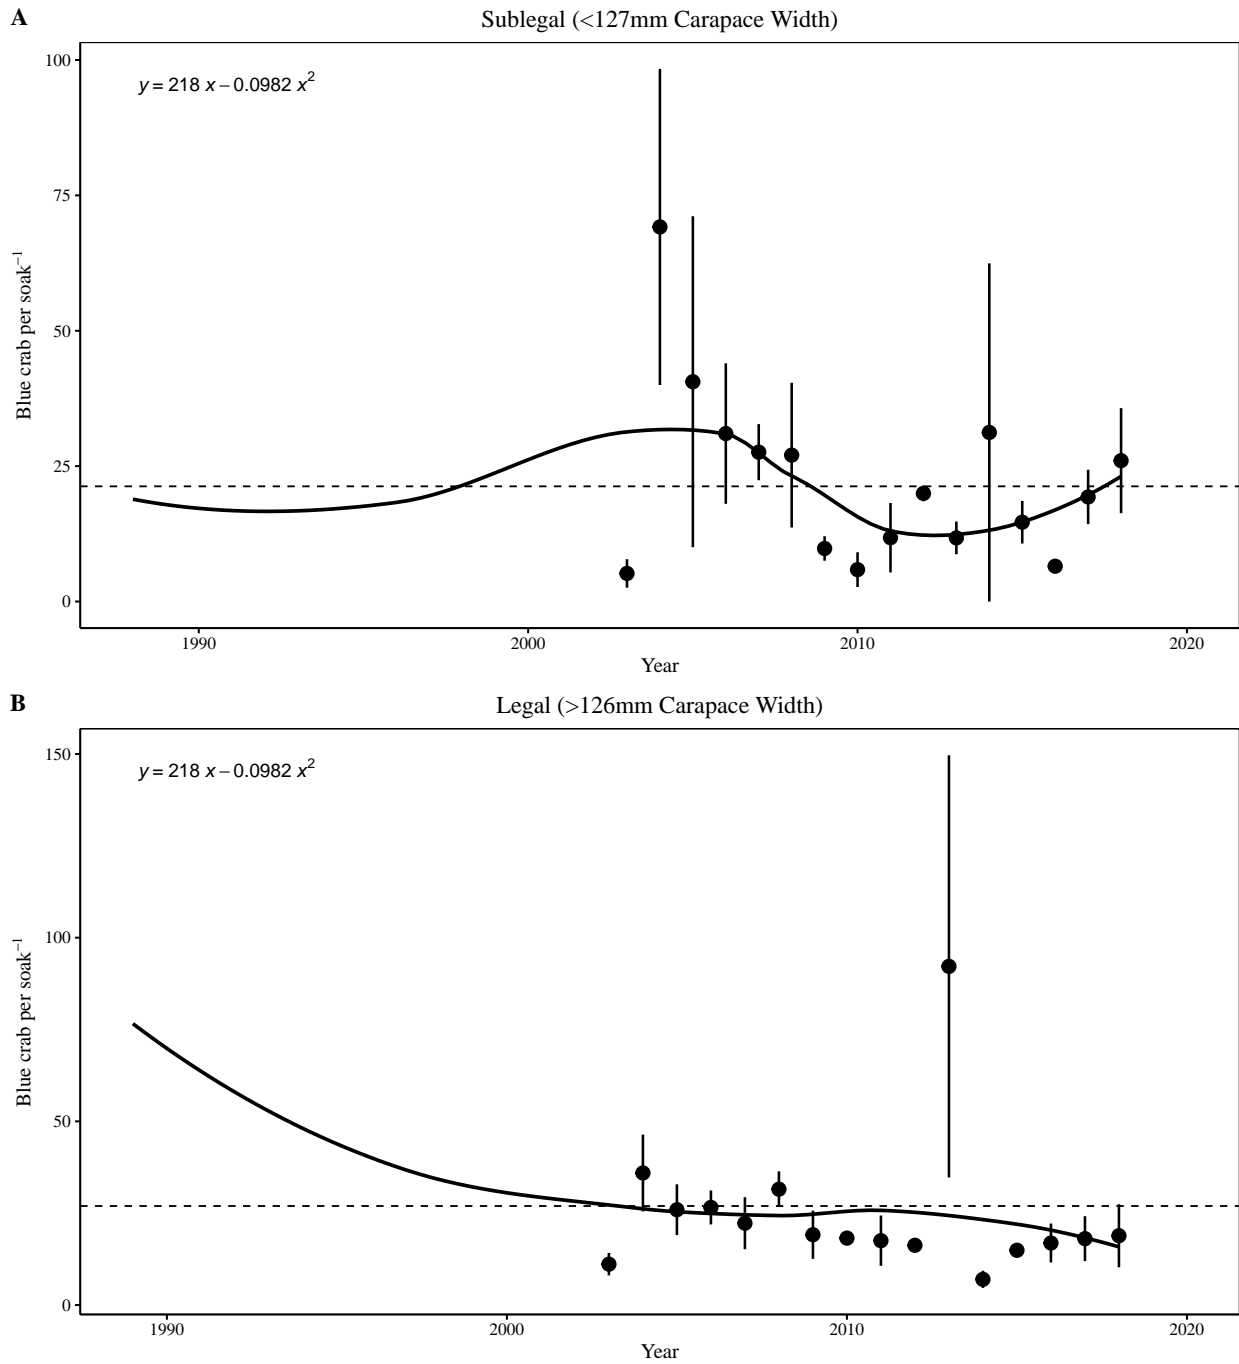 A
Sublegal (<127mm Carapace Width)
y = 218 x − 0.0982 x²
100
75
50
25
0
Blue crab per soak⁻¹
1990 2000 2010 2020
Year
B
Legal (>126mm Carapace Width)
y = 218 x − 0.0982 x²
150
100
50
0
Blue crab per soak⁻¹
1990 2000 2010 2020
Year